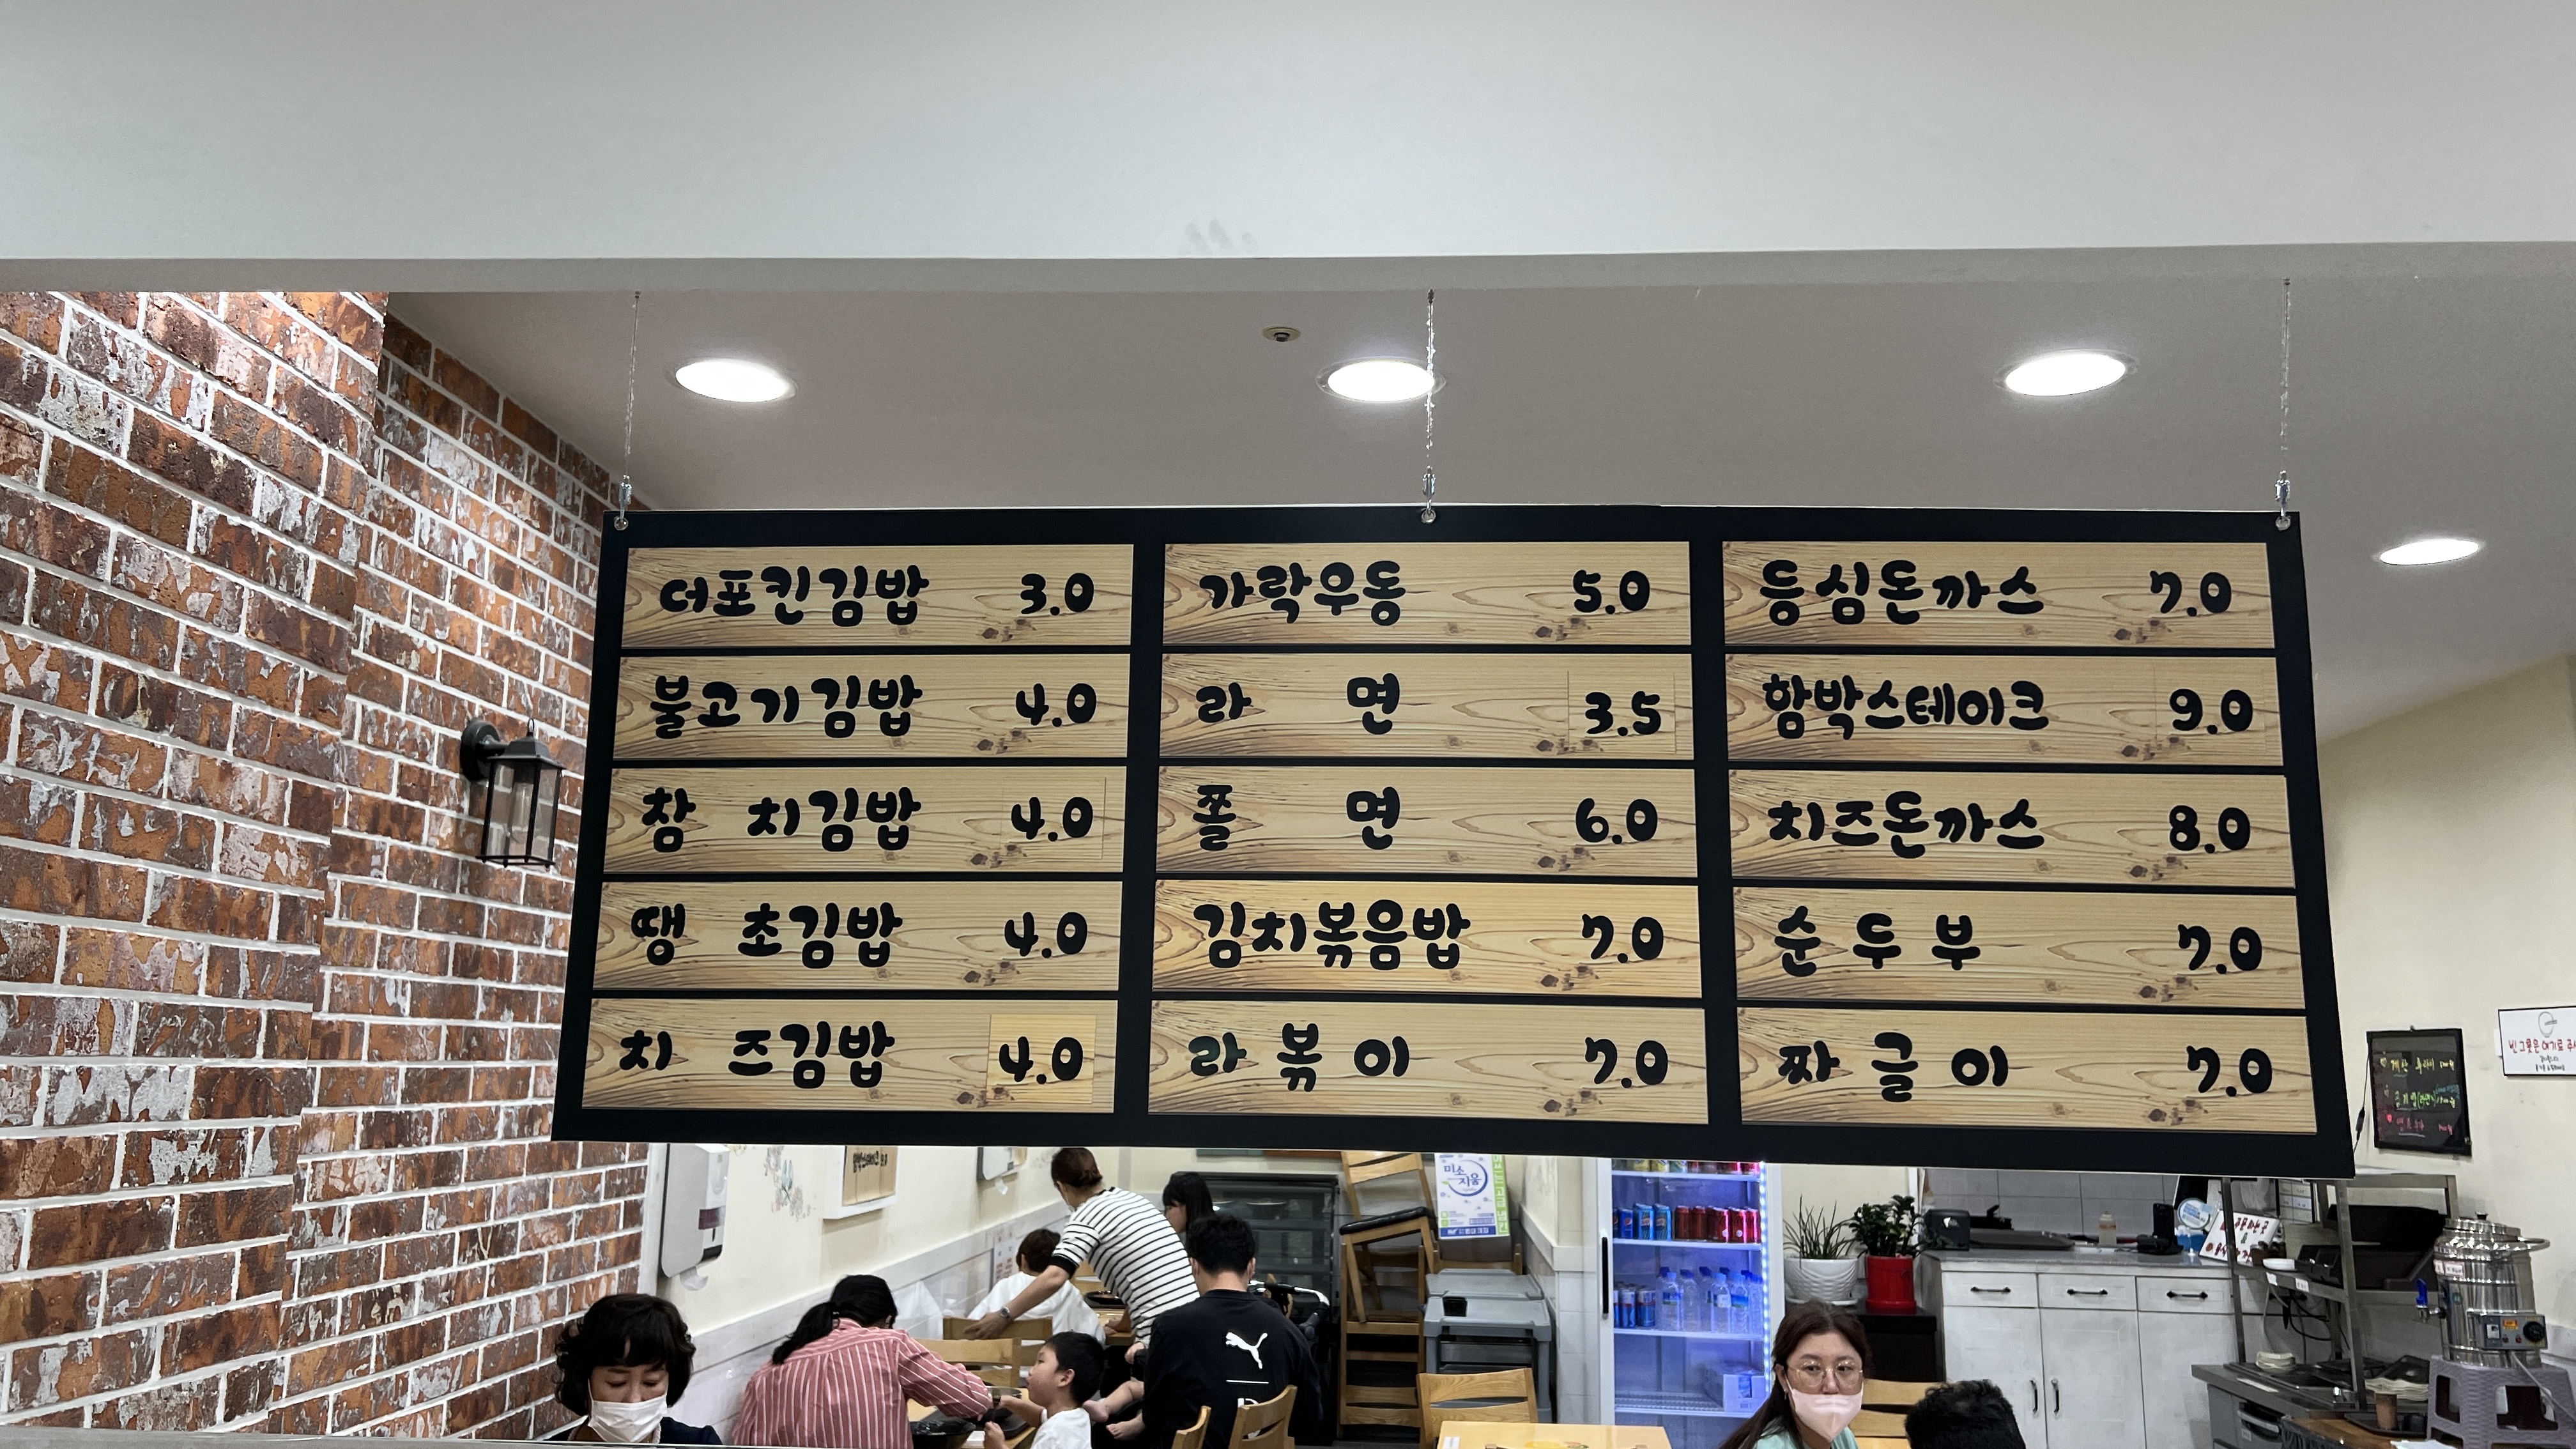 더포킨김밥 3.0
불고기김밥 4.0
참 치김밥 4.0
땡 초김밥 4.0
치 즈김밥 4.0
가락우동 5.0
라 면 3.5
쫄 면 6.0
김치볶음밥 7.0
라 볶 이 7.0
등심돈까스 7.0
함박스테이크 9.0
치즈돈까스 8.0
순 두 부 7.0
짜 글 이 7.0
미소
지움